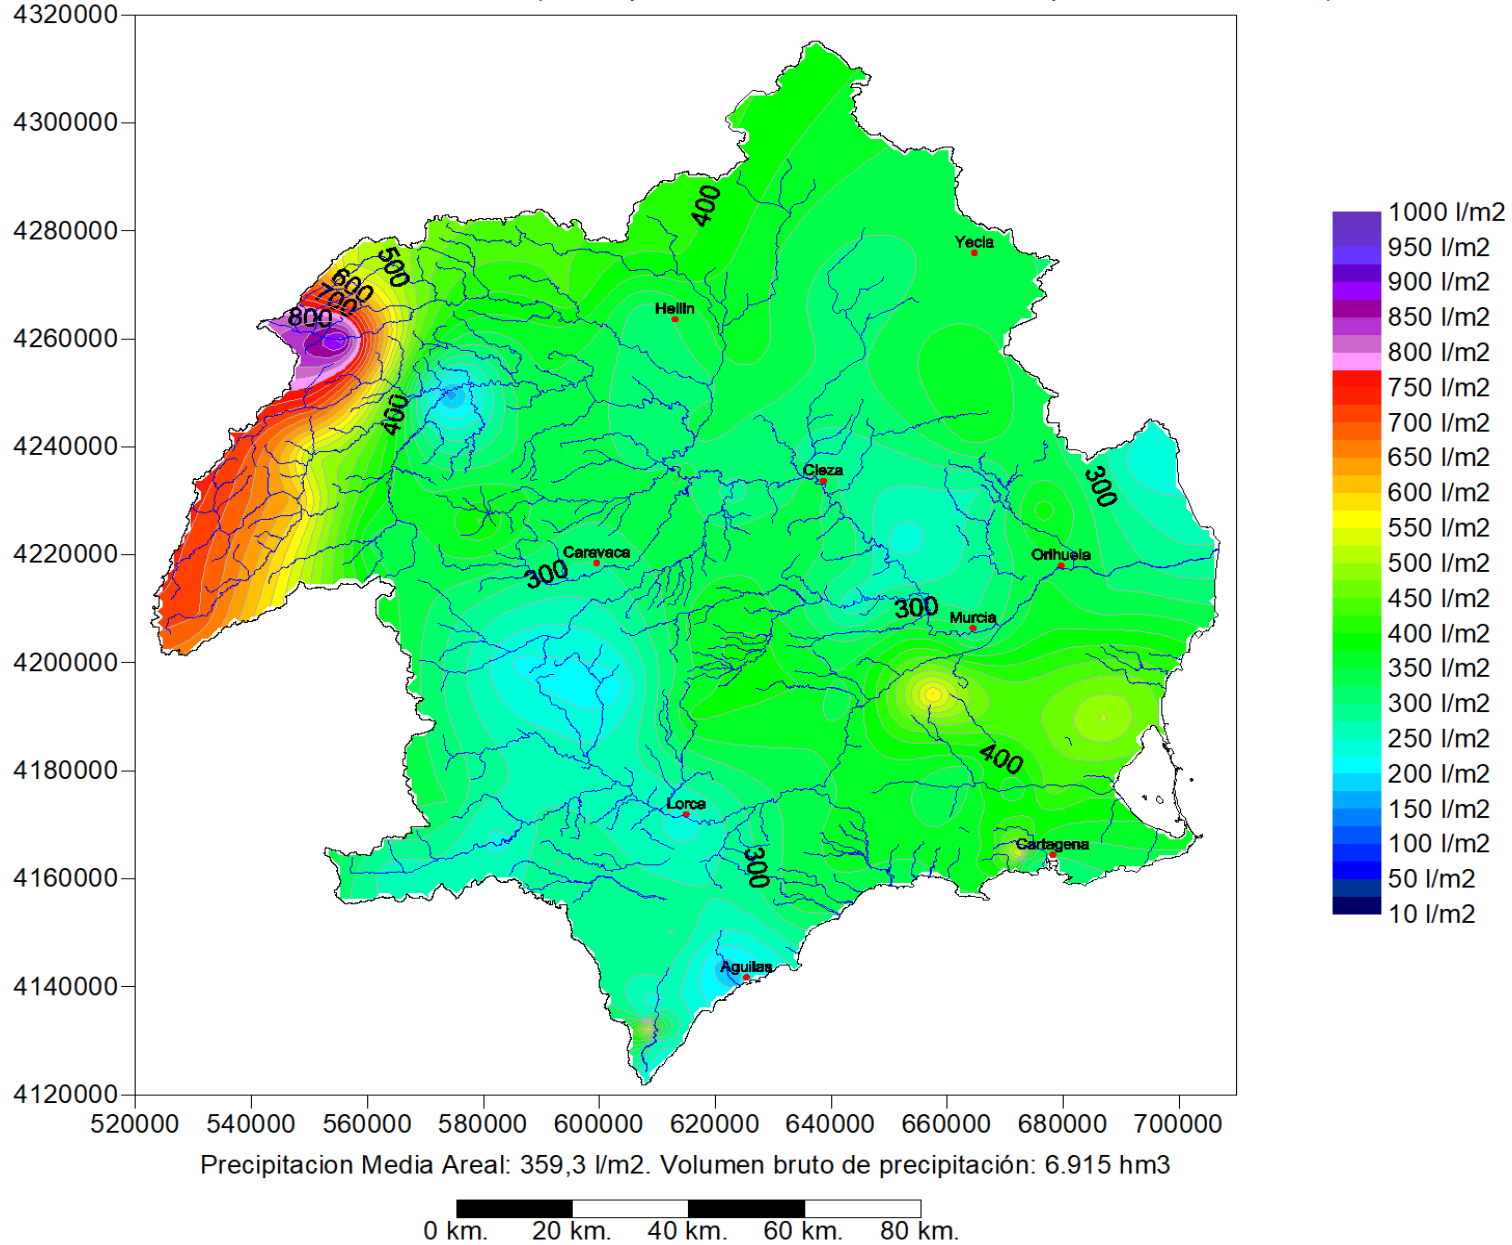 4320000
4300000
4280000
4260000
4240000
4220000
4200000
4180000
4160000
4140000
4120000
520000 540000 560000 580000 600000 620000 640000 660000 680000 700000
400
500
600
700
800
400
300
300
300
400
300
Yecla
Hellin
Cieza
Caravaca
Orihuela
Murcia
Lorca
Cartagena
Aguilas
1000 l/m2
950 l/m2
900 l/m2
850 l/m2
800 l/m2
750 l/m2
700 l/m2
650 l/m2
600 l/m2
550 l/m2
500 l/m2
450 l/m2
400 l/m2
350 l/m2
300 l/m2
250 l/m2
200 l/m2
150 l/m2
100 l/m2
50 l/m2
10 l/m2
Precipitacion Media Areal: 359,3 l/m2. Volumen bruto de precipitación: 6.915 hm3
0 km. 20 km. 40 km. 60 km. 80 km.